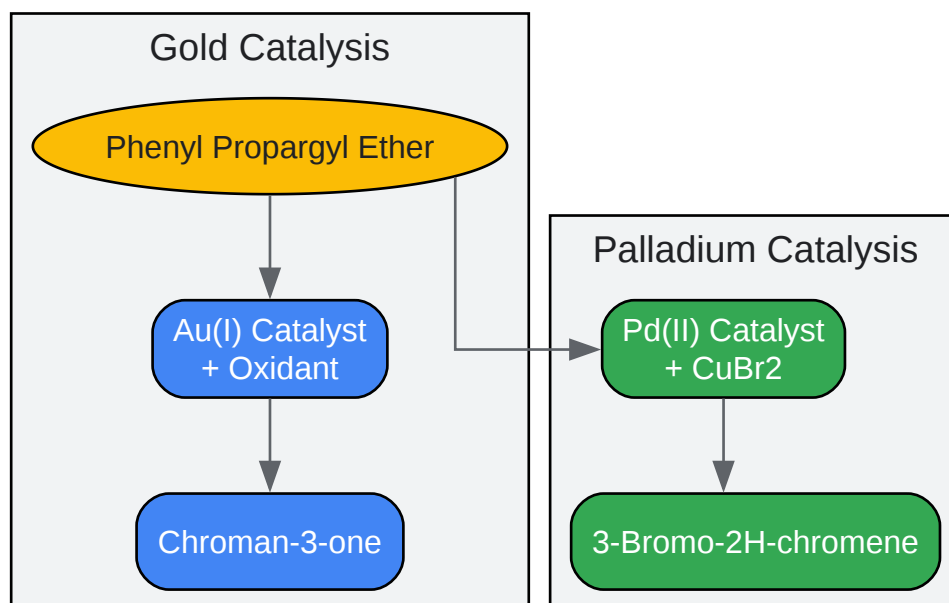 Gold Catalysis
Phenyl Propargyl Ether
Palladium Catalysis
Au(I) Catalyst
+ Oxidant
Pd(II) Catalyst
+ CuBr2
Chroman-3-one
3-Bromo-2H-chromene